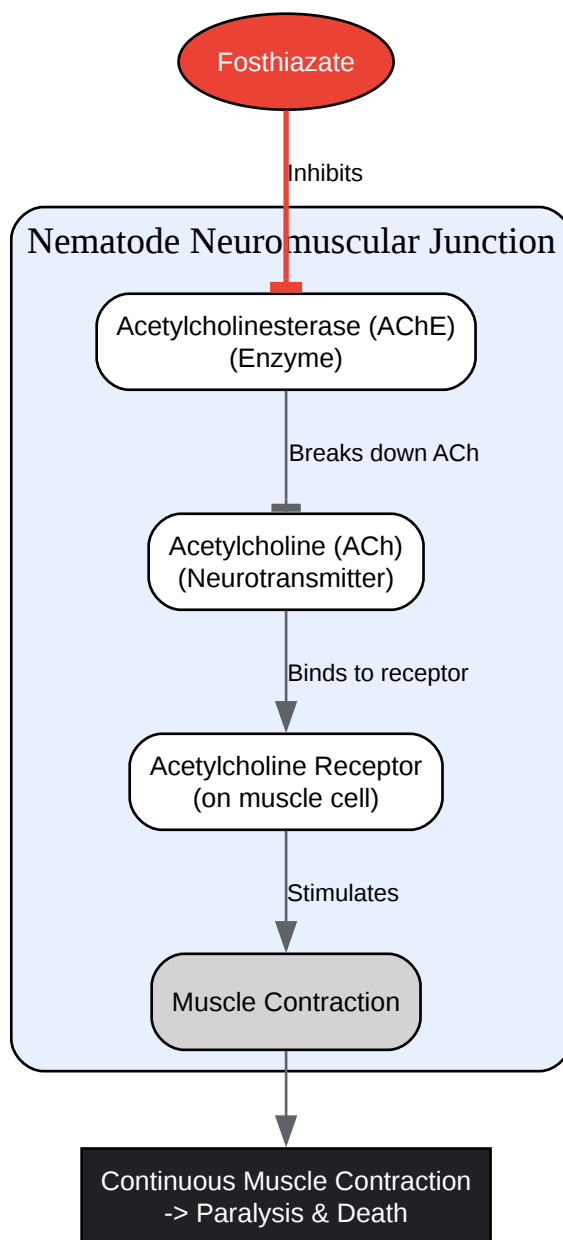 Fosthiazate
Inhibits
Nematode Neuromuscular Junction
Acetylcholinesterase (AChE)
(Enzyme)
Breaks down ACh
Acetylcholine (ACh)
(Neurotransmitter)
Binds to receptor
Acetylcholine Receptor
(on muscle cell)
Stimulates
Muscle Contraction
Continuous Muscle Contraction
-> Paralysis & Death